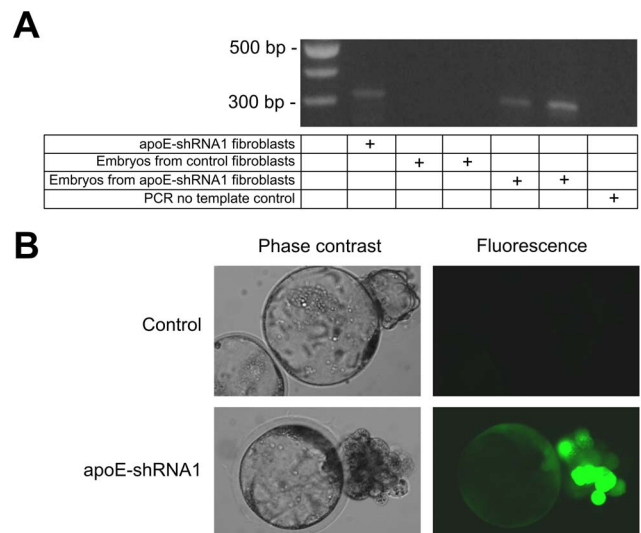 A
500 bp -
300 bp -
apoE-shRNA1 fibroblasts +
Embryos from control fibroblasts + +
Embryos from apoE-shRNA1 fibroblasts + +
PCR no template control +
B
Phase contrast Fluorescence
Control
apoE-shRNA1